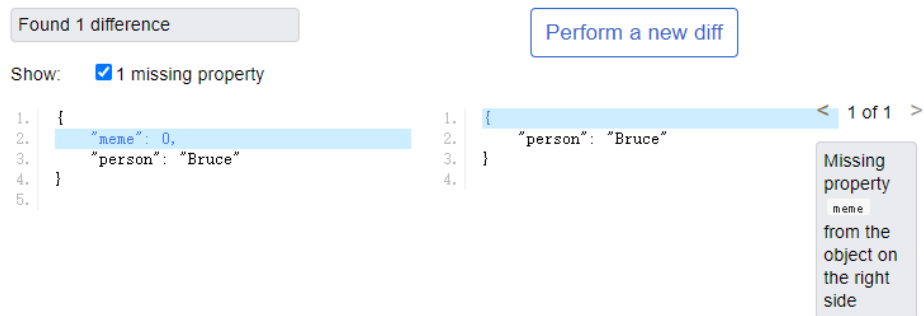 Found 1 difference
Perform a new diff
Show: 1 missing property
1. {
2. "meme": 0,
3. "person": "Bruce"
4. }
5.
1. {
2. "person": "Bruce"
3. }
4.
< 1 of 1 >
Missing
property
meme
from the
object on
the right
side